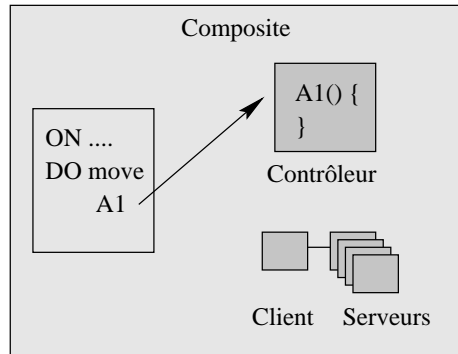 Composite
ON ....
DO move
A1
A1() {
}
Contrôleur
Client
Serveurs